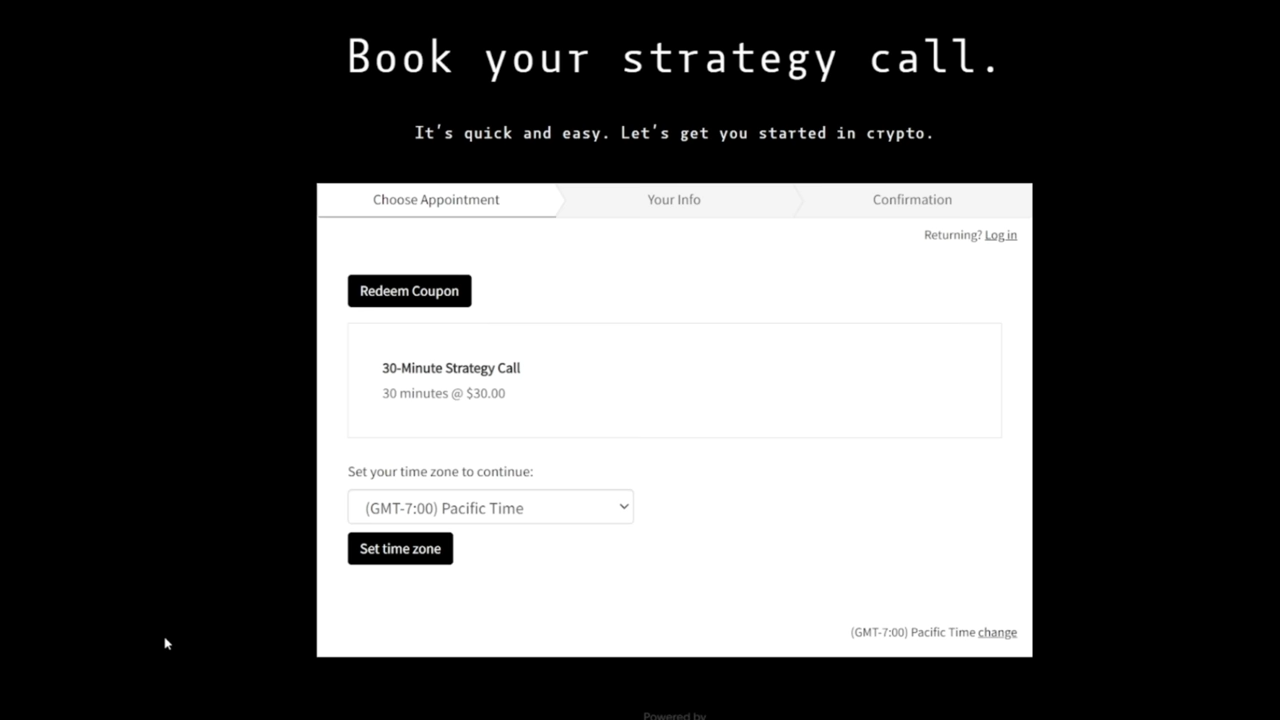 Book your strategy call.
It's quick and easy. Let's get you started in crypto.
Choose Appointment
Your Info
Confirmation
Returning? Log in
Redeem Coupon
30-Minute Strategy Call
30 minutes @ $30.00
Set your time zone to continue:
(GMT-7:00) Pacific Time
Set time zone
(GMT-7:00) Pacific Time change
Powered by